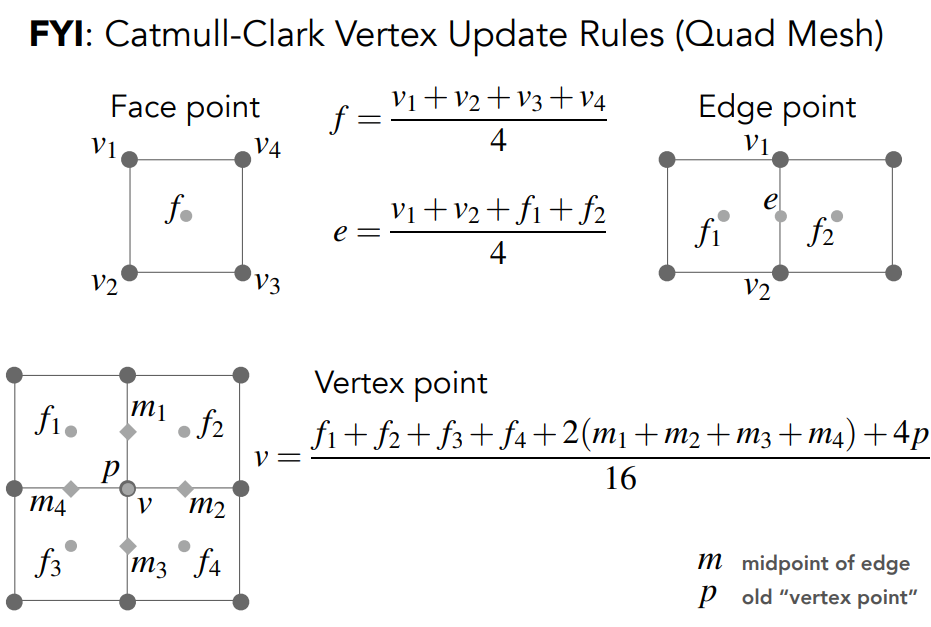 FYI: Catmull-Clark Vertex Update Rules (Quad Mesh)
Face point
v₁
v₄
f
v₂
v₃
f = (v₁ + v₂ + v₃ + v₄) / 4
e = (v₁ + v₂ + f₁ + f₂) / 4
Edge point
v₁
e
f₁
f₂
v₂
f₁
m₁
f₂
p
m₄
v
m₂
f₃
m₃
f₄
Vertex point
v = (f₁ + f₂ + f₃ + f₄ + 2(m₁ + m₂ + m₃ + m₄) + 4p) / 16
m midpoint of edge
p old “vertex point”